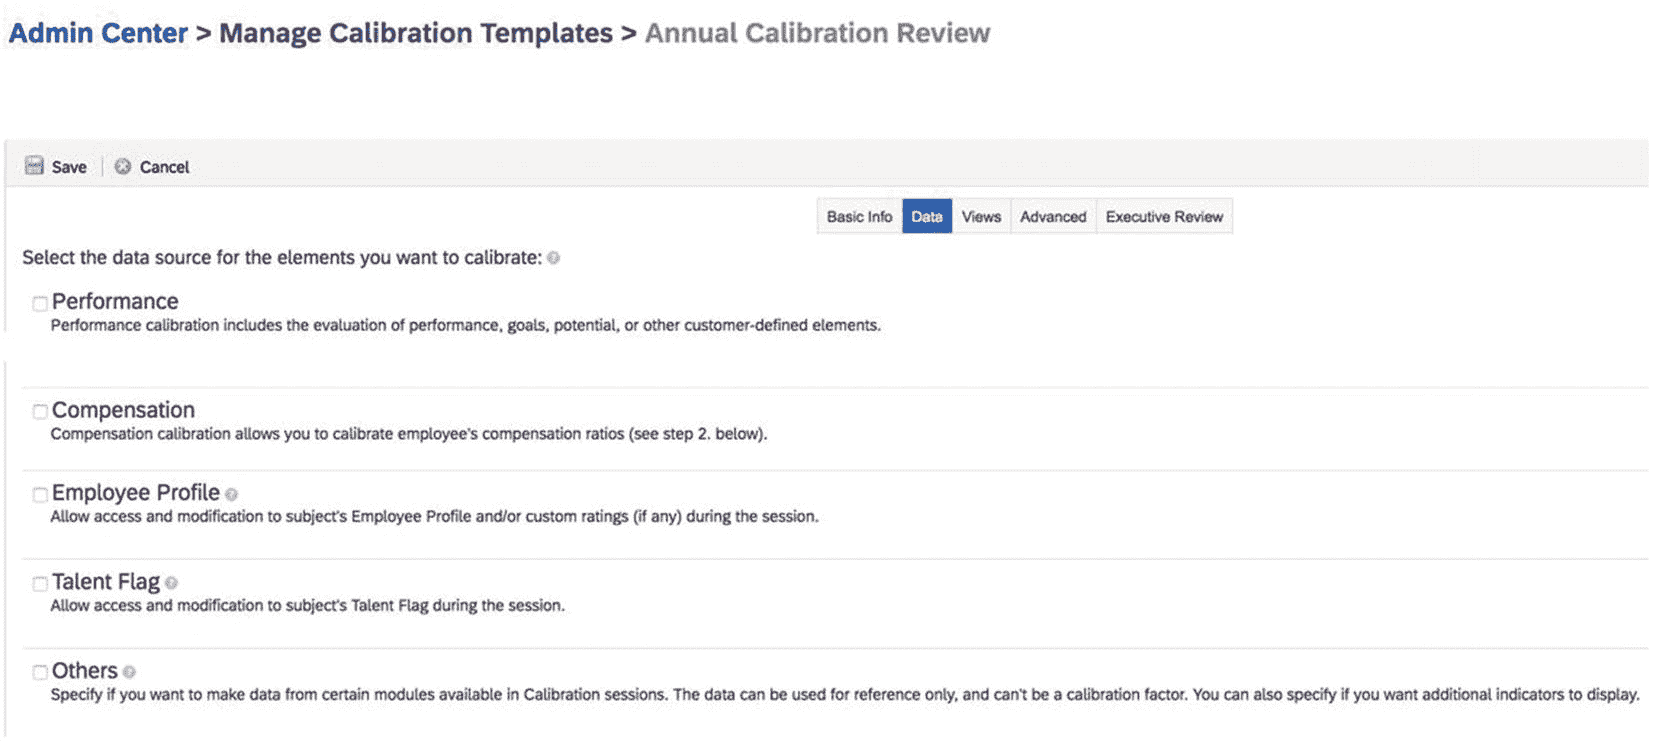 Admin Center > Manage Calibration Templates > Annual Calibration Review
Save Cancel
Basic Info Data Views Advanced Executive Review
Select the data source for the elements you want to calibrate:
Performance
Performance calibration includes the evaluation of performance, goals, potential, or other customer-defined elements.
Compensation
Compensation calibration allows you to calibrate employee's compensation ratios (see step 2. below).
Employee Profile
Allow access and modification to subject's Employee Profile and/or custom ratings (if any) during the session.
Talent Flag
Allow access and modification to subject's Talent Flag during the session.
Others
Specify if you want to make data from certain modules available in Calibration sessions. The data can be used for reference only, and can't be a calibration factor. You can also specify if you want additional indicators to display.